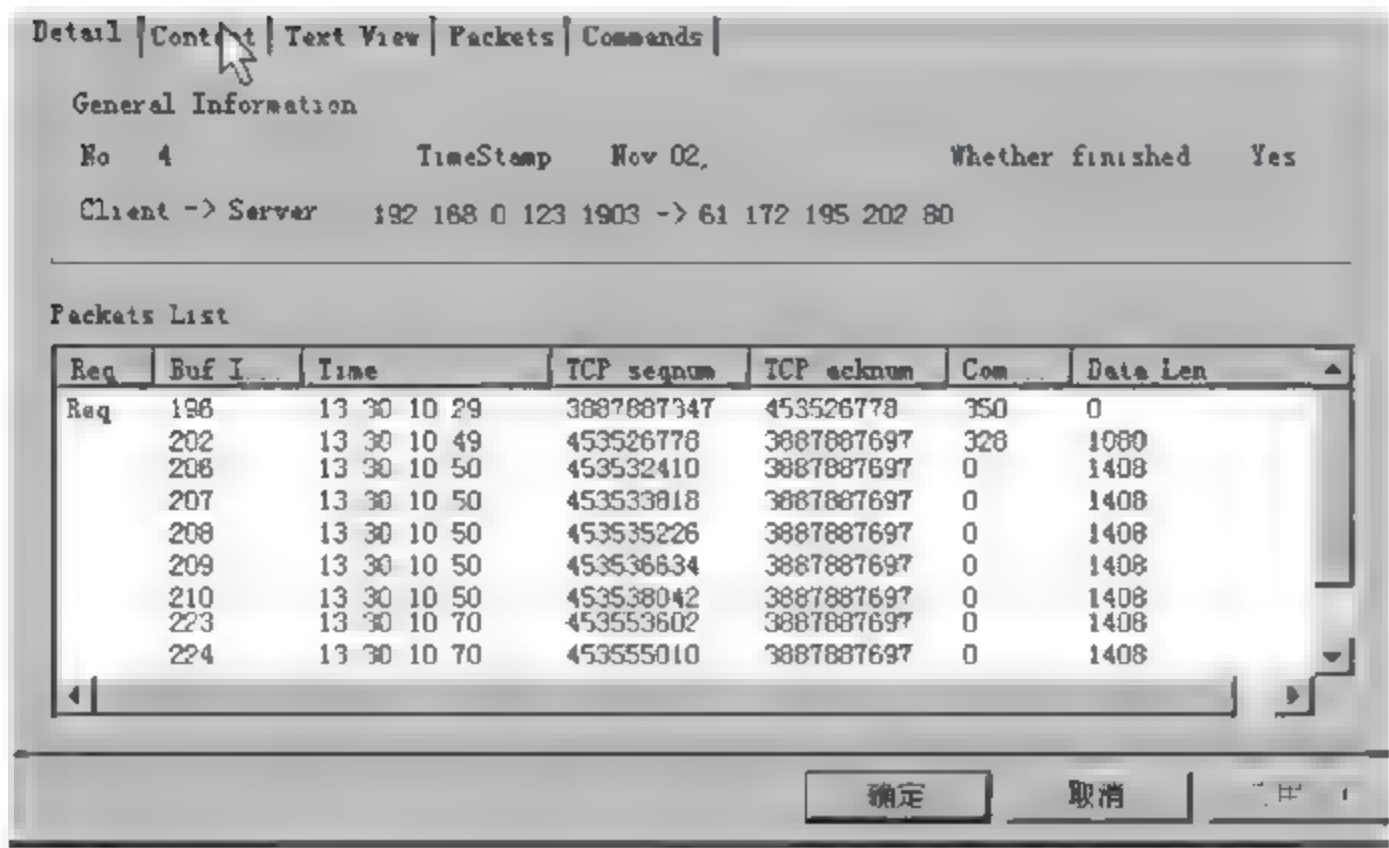 Detail Content Text View Packets Commands
General Information
No 4 TimeStamp Nov 02, Whether finished Yes
Client -> Server 192 168 0 123 1903 -> 61 172 195 202 80
Packets List
Req Buf I... Time TCP seqnum TCP acknum Com... Data Len
Req 196 13 30 10 29 3887887347 453526778 350 0
202 13 30 10 49 453526778 3887887697 328 1080
206 13 30 10 50 453532410 3887887697 0 1408
207 13 30 10 50 453533818 3887887697 0 1408
208 13 30 10 50 453535226 3887887697 0 1408
209 13 30 10 50 453536634 3887887697 0 1408
210 13 30 10 50 453538042 3887887697 0 1408
223 13 30 10 70 453553602 3887887697 0 1408
224 13 30 10 70 453555010 3887887697 0 1408
确定 取消